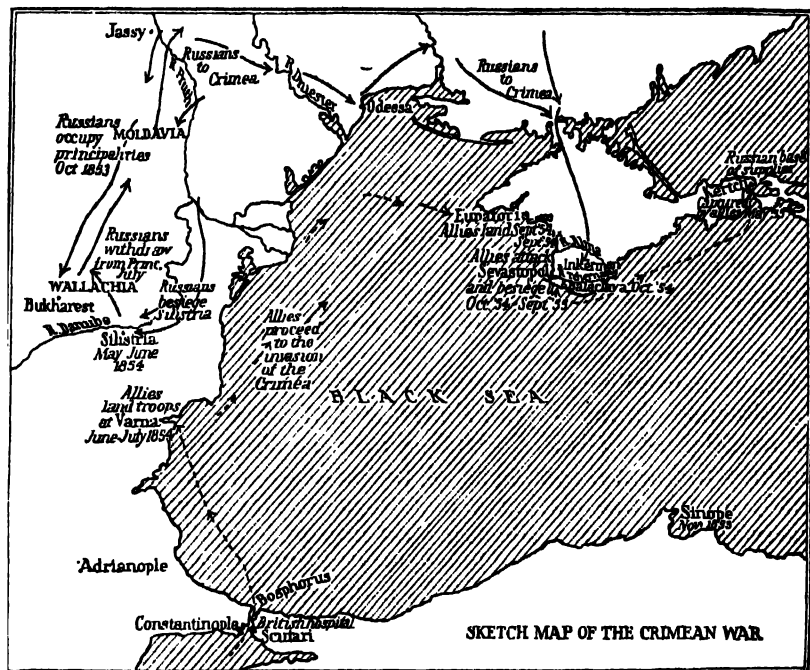 Jassy
Russians
to
Crimea
R. Pruth
R. Dniester
Odessa
Russians
to
Crimea
Russians
occupy
principalities
Oct 1853
MOLDAVIA
Russian base
of supplies
Kertch
Eupatoria
Allies land, Sept '54
R. Alma
Allies attack
Sevastopol
and besiege it
Oct. '54 - Sept '55
Inkerman
Balaclava Oct '54
Russians
withdraw
from Princ.
WALLACHIA
Bukharest
Russians
besiege
Silistria
R. Danube
Silistria
May June
1854
Allies
proceed
to the
invasion
of the
Crimea
Allies
land troops
at Varna
June-July 1854
BLACK SEA
Sinope
Nov 1853
Adrianople
Bosphorus
Constantinople
British hospital
Scutari
SKETCH MAP OF THE CRIMEAN WAR